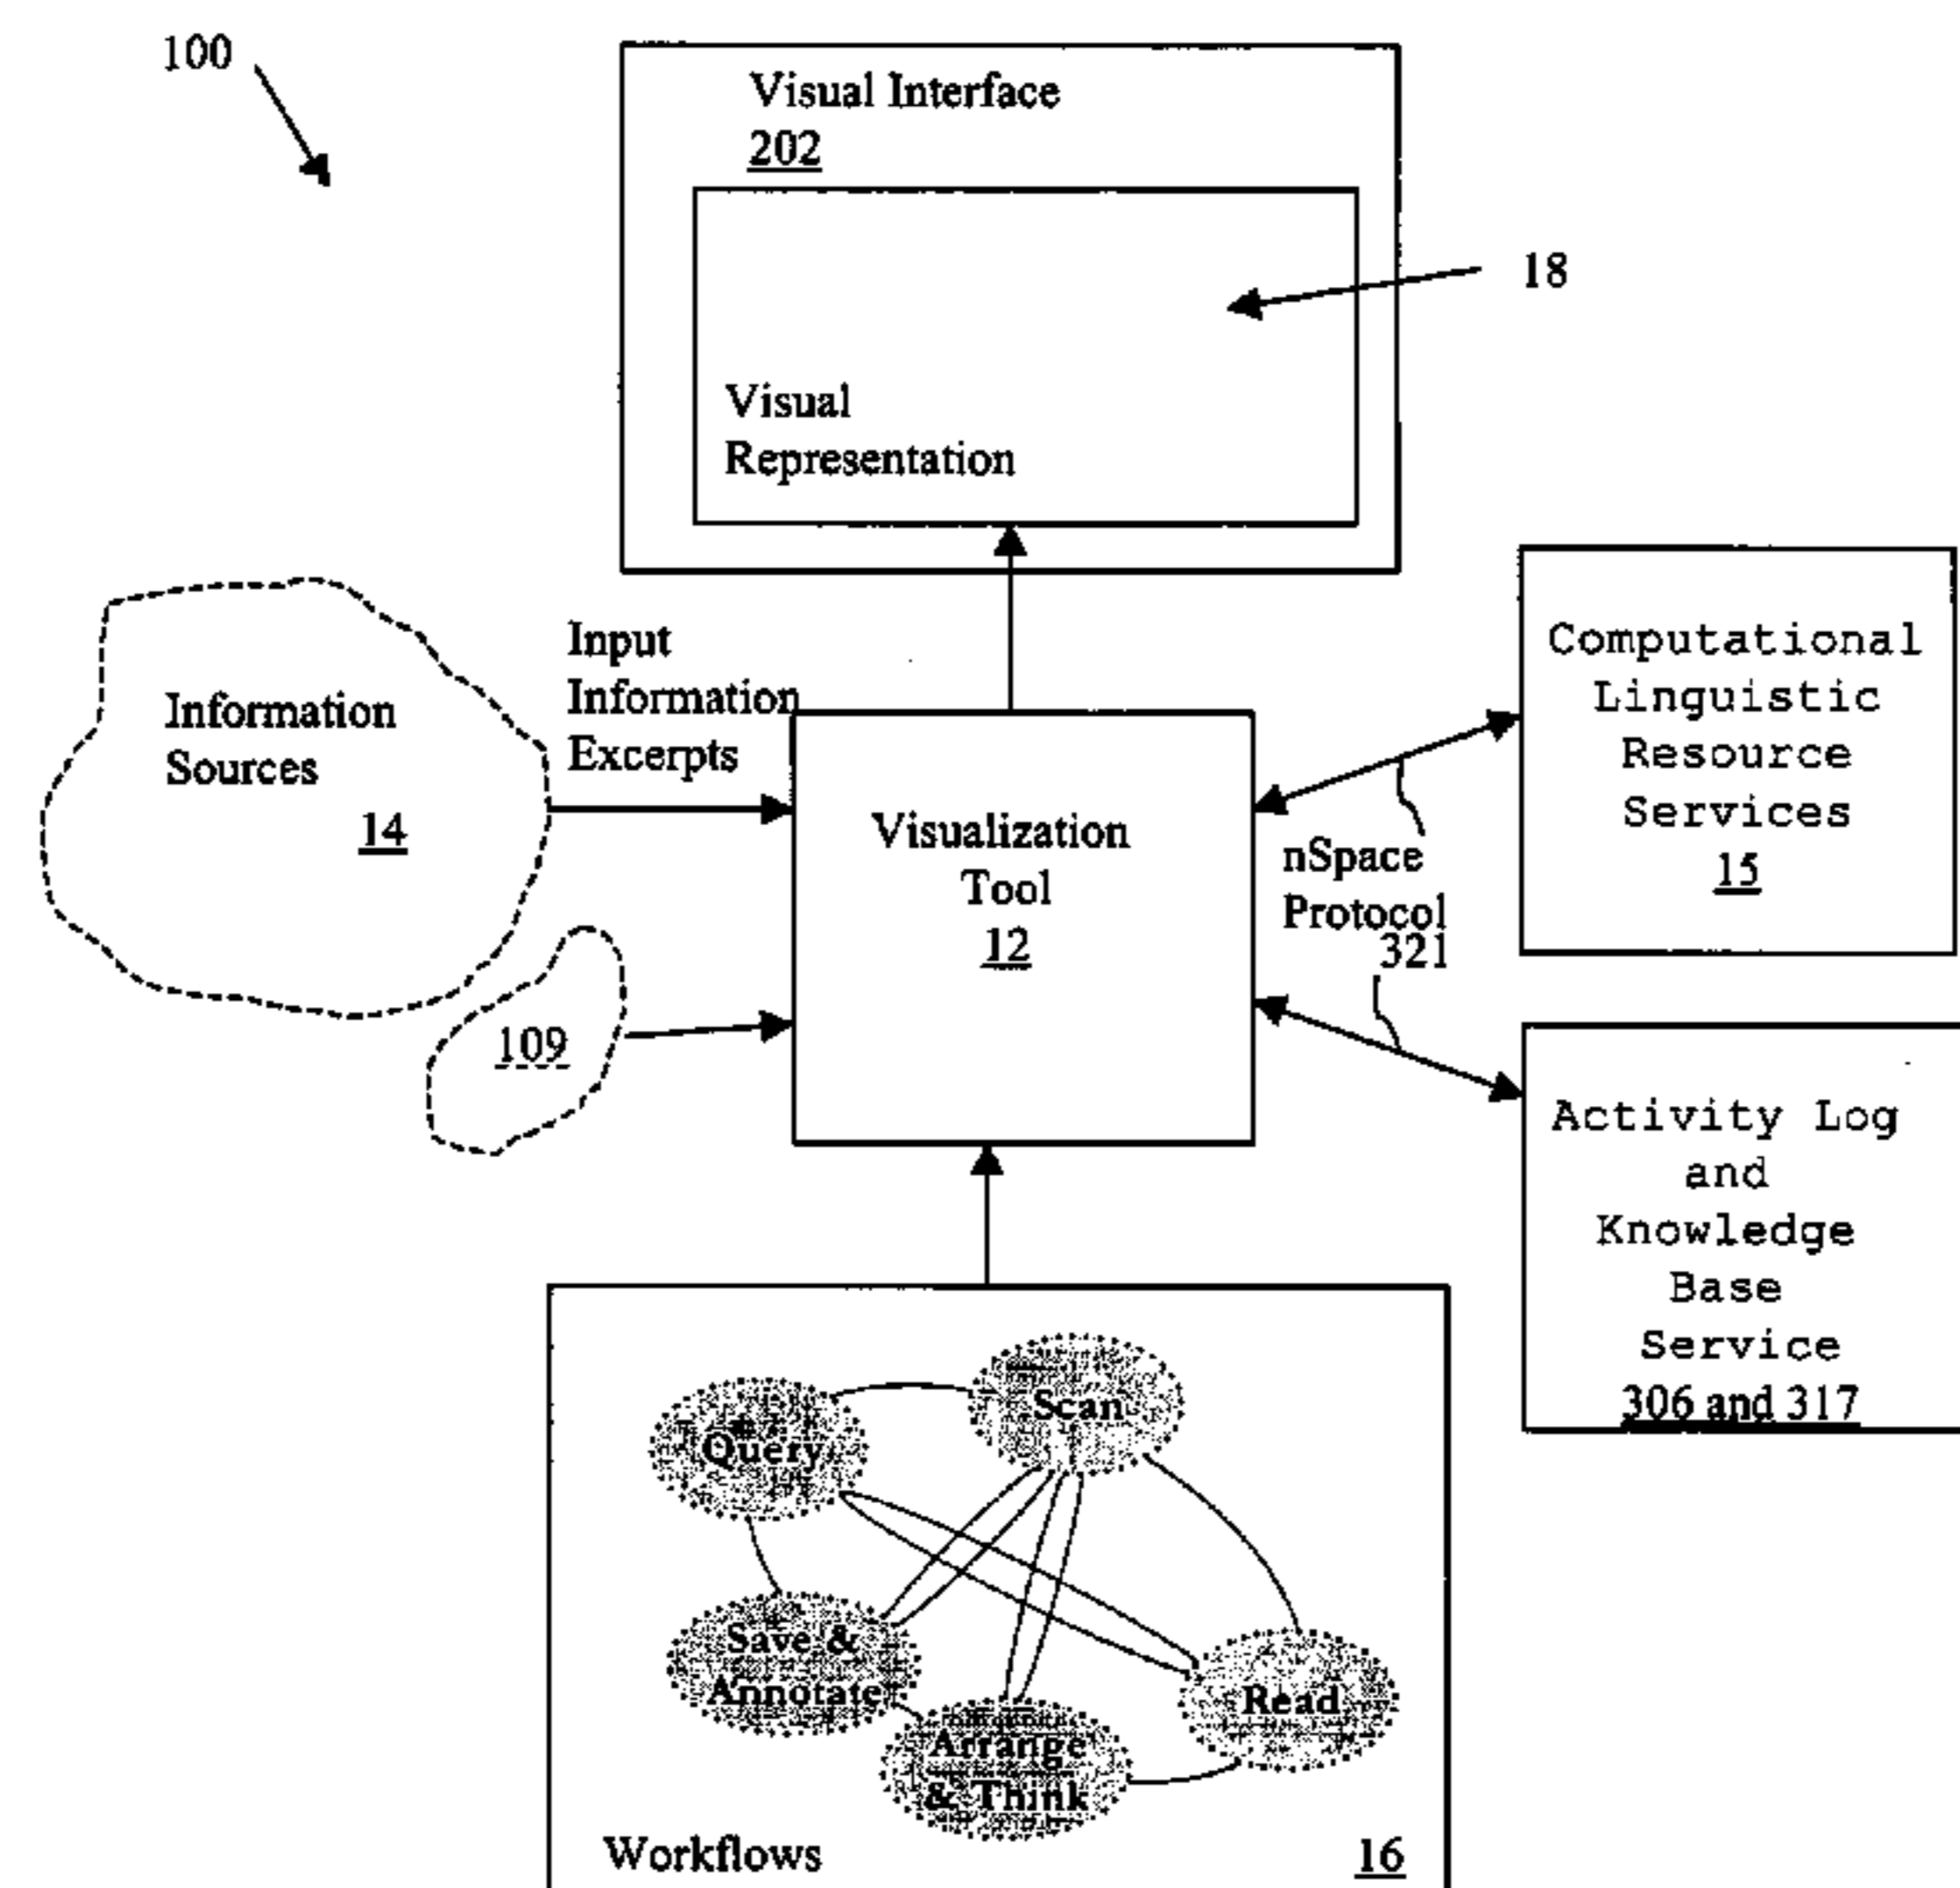 100
Visual Interface
202
18
Visual
Representation
Information
Sources
14
Input
Information
Excerpts
109
Visualization
Tool
12
nSpace
Protocol
321
Computational
Linguistic
Resource
Services
15
Activity Log
and
Knowledge
Base
Service
306 and 317
Scan
Query
Save &
Annotate
Arrange
& Think
Read
Workflows
16